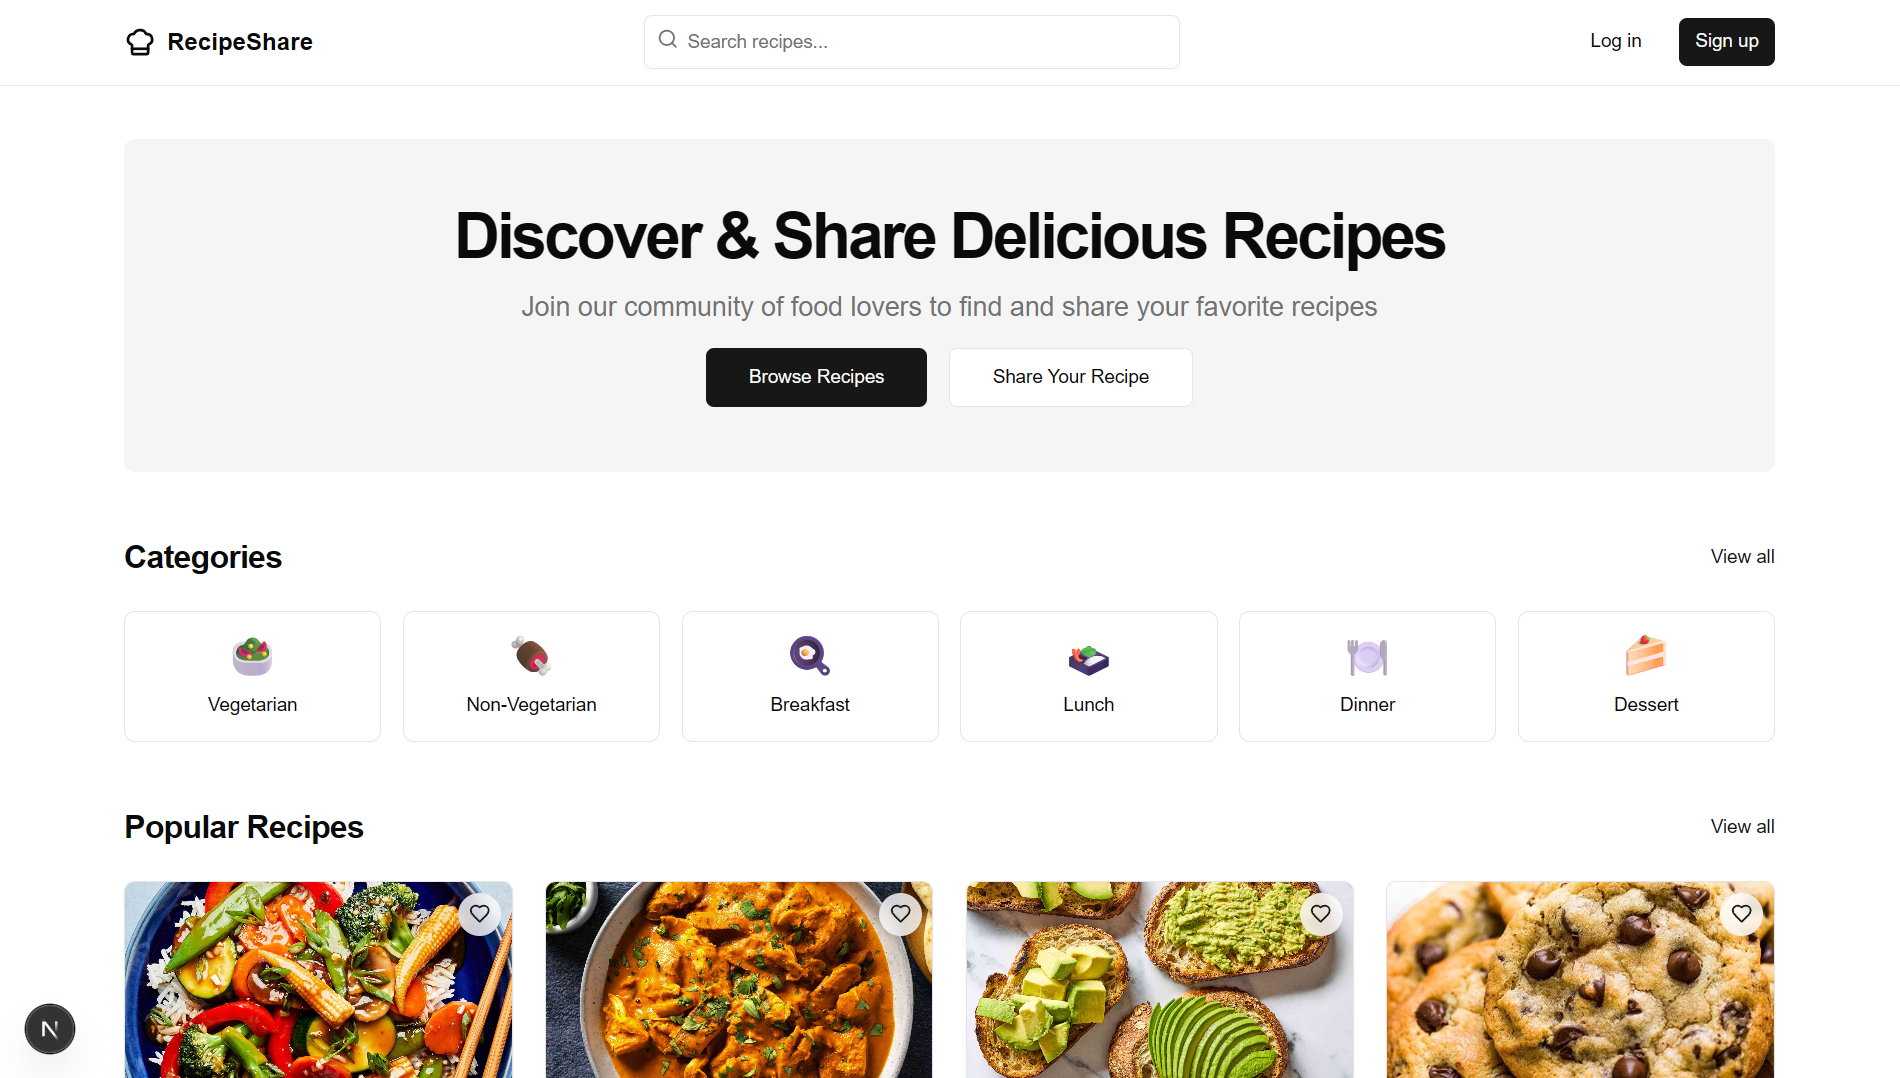 RecipeShare
Search recipes...
Log in
Sign up
Discover & Share Delicious Recipes
Join our community of food lovers to find and share your favorite recipes
Browse Recipes
Share Your Recipe
Categories
View all
Vegetarian
Non-Vegetarian
Breakfast
Lunch
Dinner
Dessert
Popular Recipes
View all
N